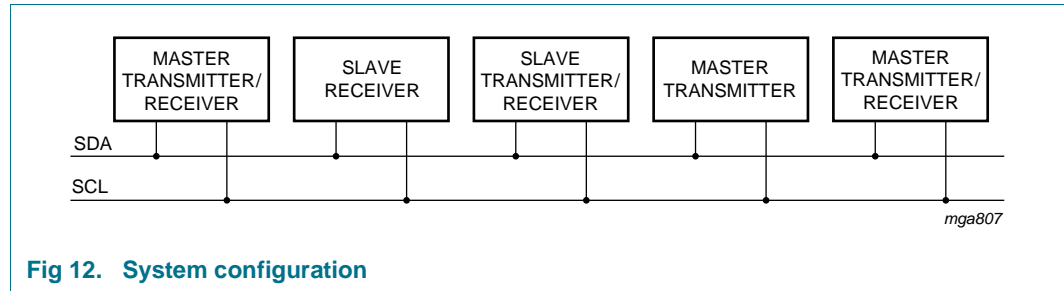 MASTER
TRANSMITTER/
RECEIVER
SLAVE
RECEIVER
SLAVE
TRANSMITTER/
RECEIVER
MASTER
TRANSMITTER
MASTER
TRANSMITTER/
RECEIVER
SDA
SCL
mga807
Fig 12. System configuration